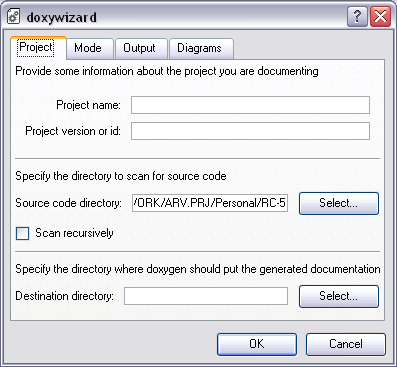 doxywizard
Project Mode Output Diagrams
Provide some information about the project you are documenting
Project name:
Project version or id:
Specify the directory to scan for source code
Source code directory: /ORK/ARV.PRJ/Personal/RC-5 Select...
Scan recursively
Specify the directory where doxygen should put the generated documentation
Destination directory: Select...
OK Cancel